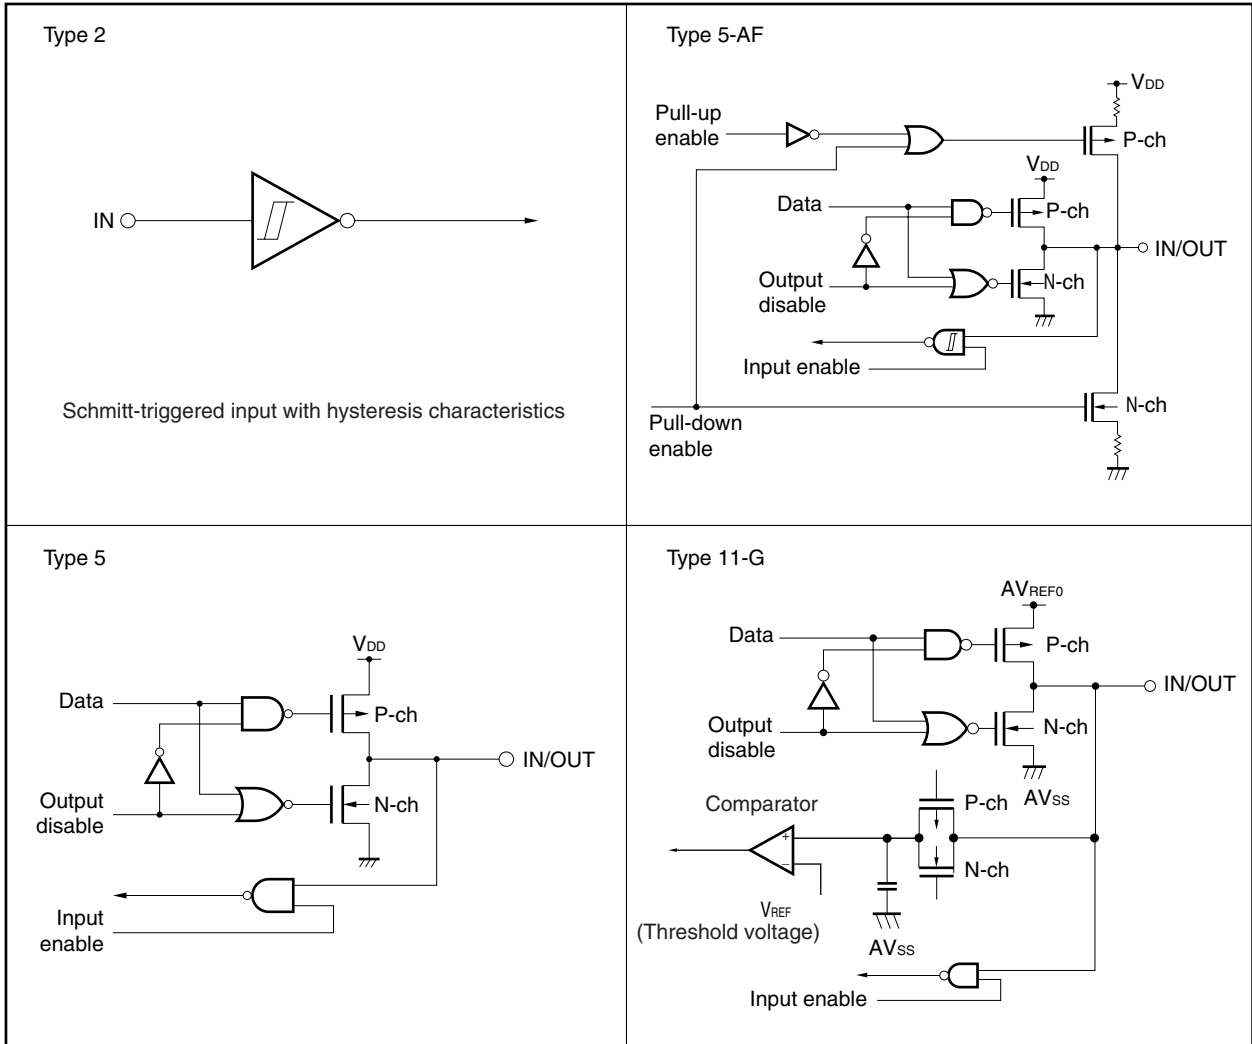 Type 2
IN
Schmitt-triggered input with hysteresis characteristics
Type 5-AF
VDD
Pull-up
enable
P-ch
VDD
Data
P-ch
IN/OUT
Output
disable
N-ch
Input enable
N-ch
Pull-down
enable
Type 5
VDD
Data
P-ch
IN/OUT
Output
disable
N-ch
Input
enable
Type 11-G
AVREF0
Data
P-ch
IN/OUT
Output
disable
N-ch
AVSS
Comparator
P-ch
+
–
N-ch
VREF
(Threshold voltage)
AVSS
Input enable